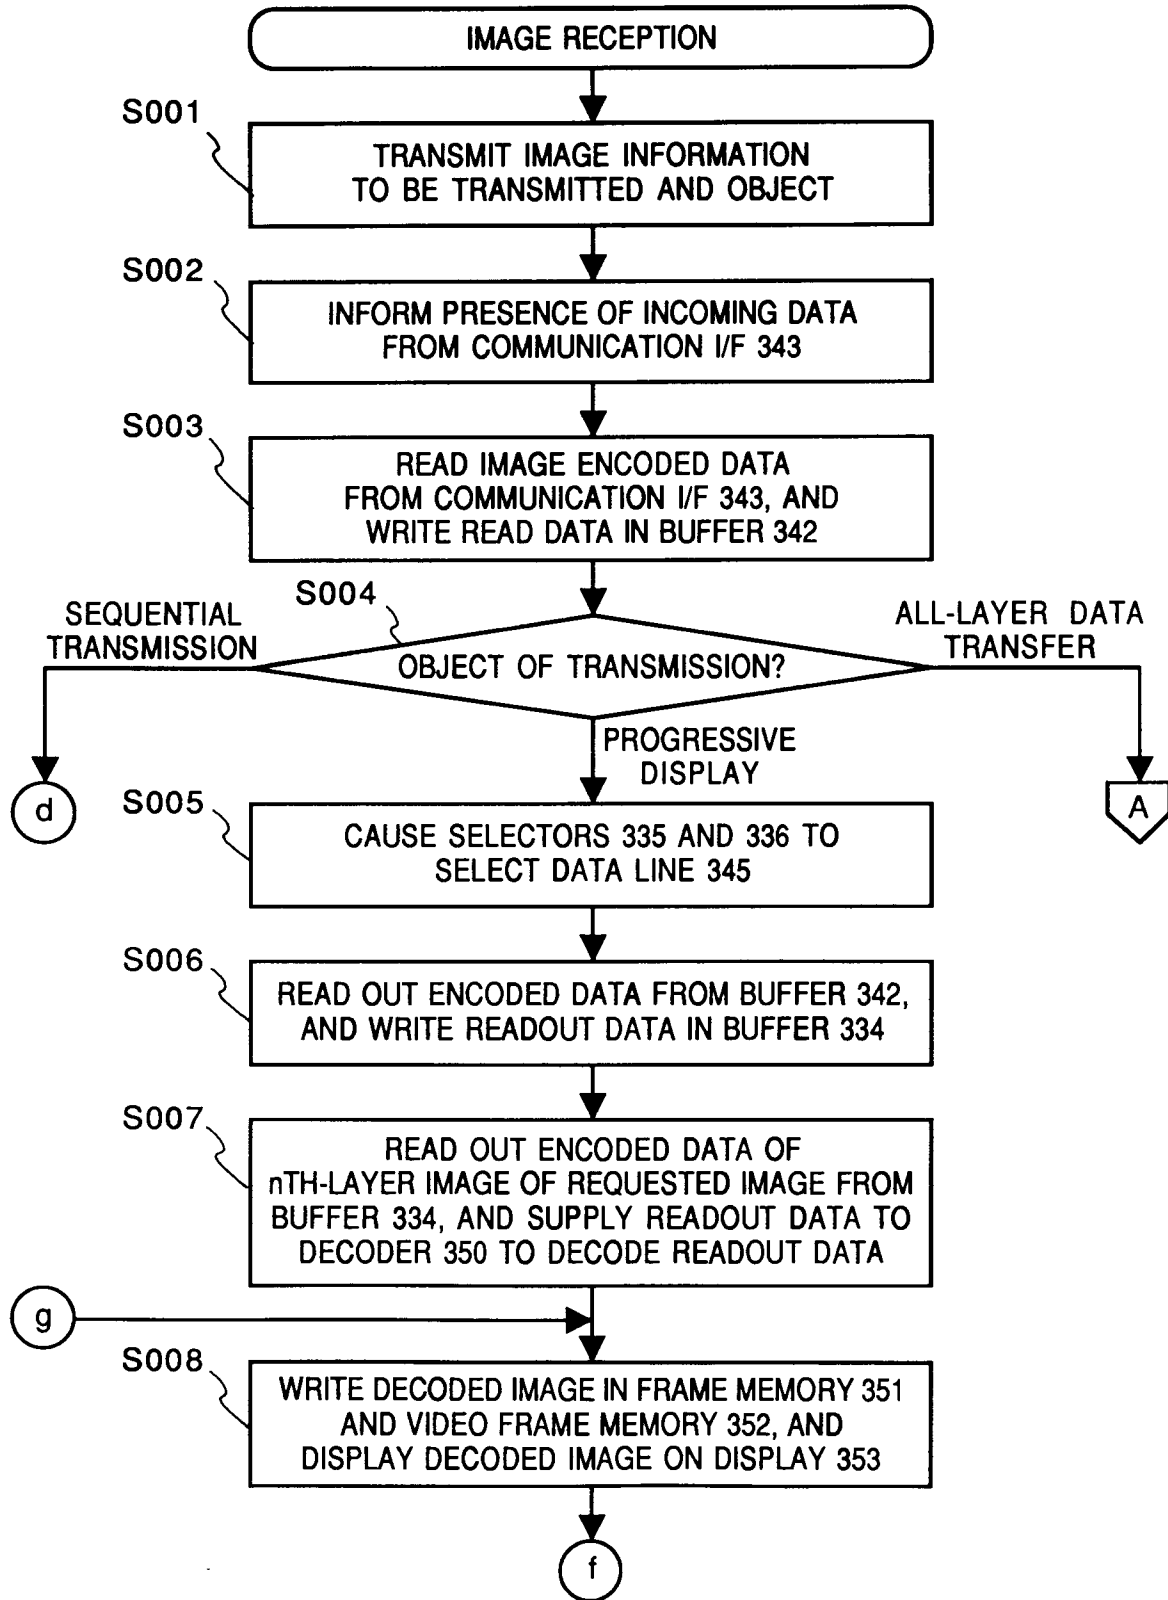 IMAGE RECEPTION
S001
TRANSMIT IMAGE INFORMATION
TO BE TRANSMITTED AND OBJECT
S002
INFORM PRESENCE OF INCOMING DATA
FROM COMMUNICATION I/F 343
S003
READ IMAGE ENCODED DATA
FROM COMMUNICATION I/F 343, AND
WRITE READ DATA IN BUFFER 342
S004
SEQUENTIAL
TRANSMISSION
OBJECT OF TRANSMISSION?
ALL-LAYER DATA
TRANSFER
PROGRESSIVE
DISPLAY
d
A
S005
CAUSE SELECTORS 335 AND 336 TO
SELECT DATA LINE 345
S006
READ OUT ENCODED DATA FROM BUFFER 342,
AND WRITE READOUT DATA IN BUFFER 334
S007
READ OUT ENCODED DATA OF
nTH-LAYER IMAGE OF REQUESTED IMAGE FROM
BUFFER 334, AND SUPPLY READOUT DATA TO
DECODER 350 TO DECODE READOUT DATA
g
S008
WRITE DECODED IMAGE IN FRAME MEMORY 351
AND VIDEO FRAME MEMORY 352, AND
DISPLAY DECODED IMAGE ON DISPLAY 353
f